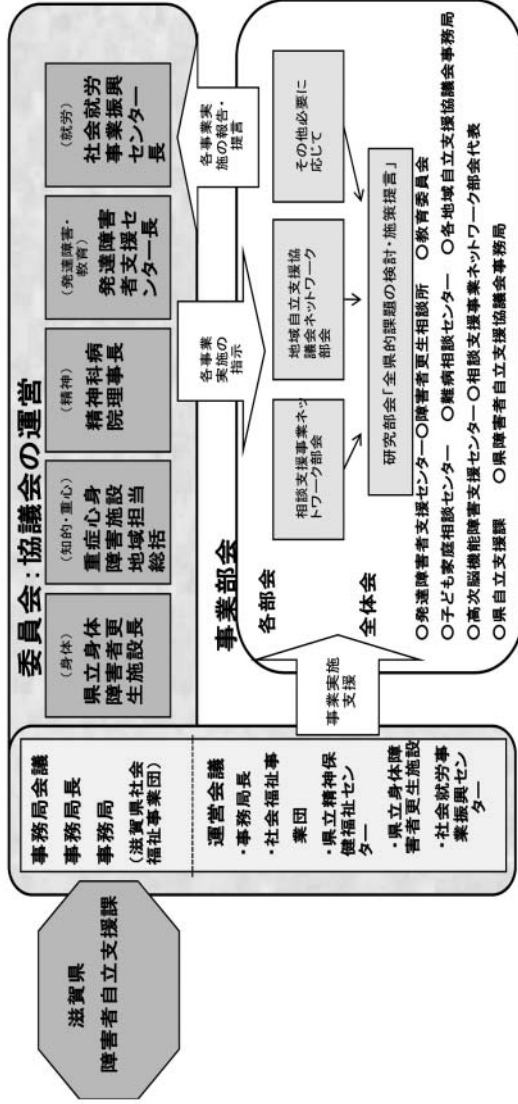 滋賀県
障害者自立支援課
事務局会議
事務局長
事務局
(滋賀県社会
福祉事業団)
運営会議
・事務局長
・社会福祉事
業団
・県立精神保
健福祉セン
ター
・県立身体障
害者更生施設
・社会就労事
業振興セン
ター
委員会:協議会の運営
(身体)
県立身体
障害者更
生施設長
(知的・重心)
重症心身
障害施設
地域担当
総括
(精神)
精神科病
院理事長
(発達障害・
教育)
発達障害
者支援セ
ンター長
(就労)
社会就労
事業振興
センター
長
各事業
実施の
指示
各事業実
施の報告・
提言
事業実施
支援
事業部会
各部会
相談支援事業ネッ
トワーク部会
地域自立支援協
議会ネットワーク
部会
その他必要に
応じて
全体会
研究部会「全県的課題の検討・施策提言」
○発達障害者支援センター○障害者更生相談所 ○教育委員会
○子ども家庭相談センター ○難病相談センター ○各地域自立支援協議会事務局
○高次脳機能障害支援センター○相談支援事業ネットワーク部会代表
○県自立支援課 ○県障害者自立支援協議会事務局